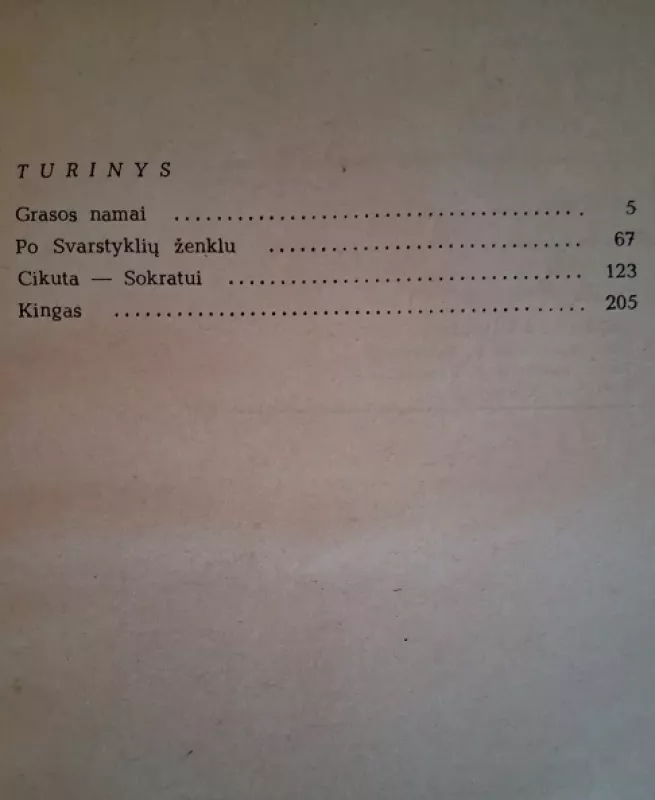 TURINYS
Grasos namai ........................................ 5
Po Svarstyklių ženklu .............................. 67
Cikuta — Sokratui .................................. 123
Kingas ............................................. 205